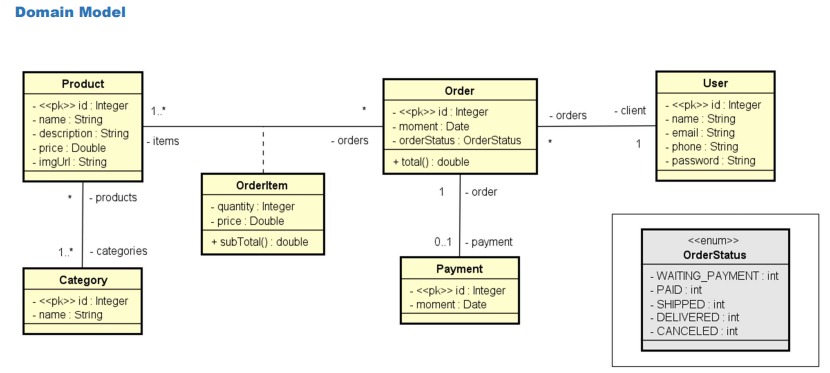 Domain Model
Product
- <<pk>> id : Integer
- name : String
- description : String
- price : Double
- imgUrl : String
1..*
- items
*
- orders
Order
- <<pk>> id : Integer
- moment : Date
- orderStatus : OrderStatus
+ total() : double
- orders
*
- client
1
User
- <<pk>> id : Integer
- name : String
- email : String
- phone : String
- password : String
OrderItem
- quantity : Integer
- price : Double
+ subTotal() : double
* - products
1..* - categories
Category
- <<pk>> id : Integer
- name : String
1 - order
0..1 - payment
Payment
- <<pk>> id : Integer
- moment : Date
<<enum>>
OrderStatus
- WAITING_PAYMENT : int
- PAID : int
- SHIPPED : int
- DELIVERED : int
- CANCELED : int